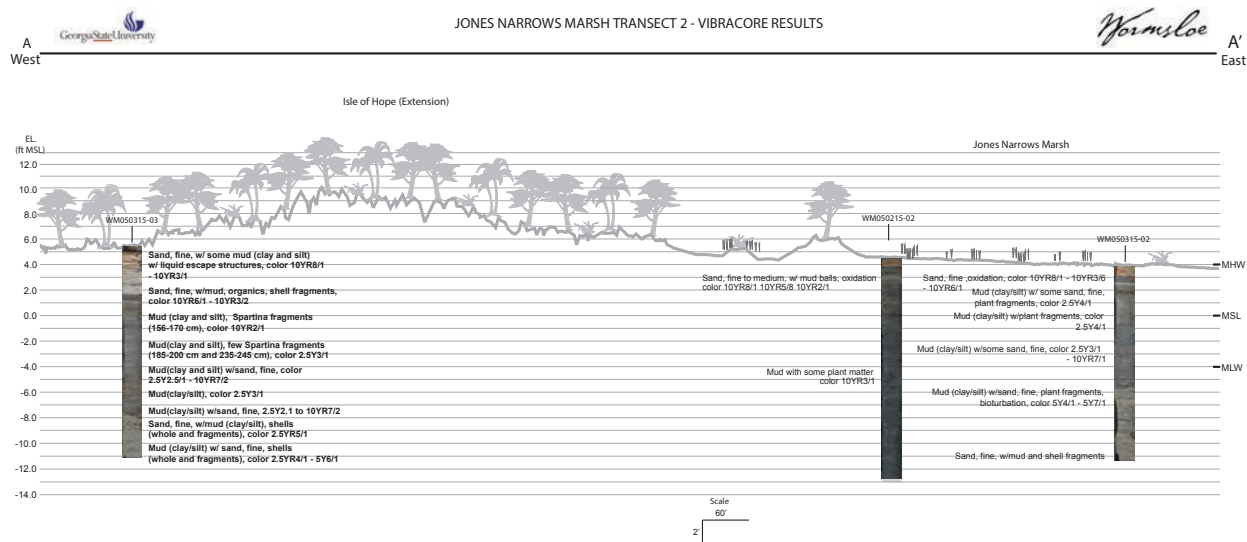 GeorgiaStateUniversity
JONES NARROWS MARSH TRANSECT 2 - VIBRACORE RESULTS
Wormsloe
A
West
A'
East
Isle of Hope (Extension)
Jones Narrows Marsh
EL.
(ft MSL)
12.0
10.0
8.0
6.0
4.0
2.0
0.0
-2.0
-4.0
-6.0
-8.0
-10.0
-12.0
-14.0
WM050315-03
Sand, fine, w/ some mud (clay and silt)
w/ liquid escape structures, color 10YR8/1
- 10YR3/1
Sand, fine, w/mud, organics, shell fragments,
color 10YR6/1 - 10YR3/2
Mud (clay and silt), Spartina fragments
(156-170 cm), color 10YR2/1
Mud(clay and silt), few Spartina fragments
(185-200 cm and 235-245 cm), color 2.5Y3/1
Mud(clay and silt) w/sand, fine, color
2.5Y2.5/1 - 10YR7/2
Mud(clay/silt), color 2.5Y3/1
Mud(clay/silt) w/sand, fine, 2.5Y2.1 to 10YR7/2
Sand, fine, w/mud (clay/silt), shells
(whole and fragments), color 2.5YR5/1
Mud (clay/silt) w/ sand, fine, shells
(whole and fragments), color 2.5YR4/1 - 5Y6/1
WM050215-02
Sand, fine to medium, w/ mud balls, oxidation
color 10YR8/1 10YR5/8 10YR2/1
Mud with some plant matter
color 10YR3/1
WM050315-02
Sand, fine ,oxidation, color 10YR8/1 - 10YR3/6
- 10YR6/1
Mud (clay/silt) w/ some sand, fine,
plant fragments, color 2.5Y4/1
Mud (clay/silt) w/plant fragments, color
2.5Y4/1
Mud (clay/silt) w/some sand, fine, color 2.5Y3/1
- 10YR7/1
Mud (clay/silt) w/sand, fine, plant fragments,
bioturbation, color 5Y4/1 - 5Y7/1
Sand, fine, w/mud and shell fragments
MHW
MSL
MLW
Scale
60'
2'